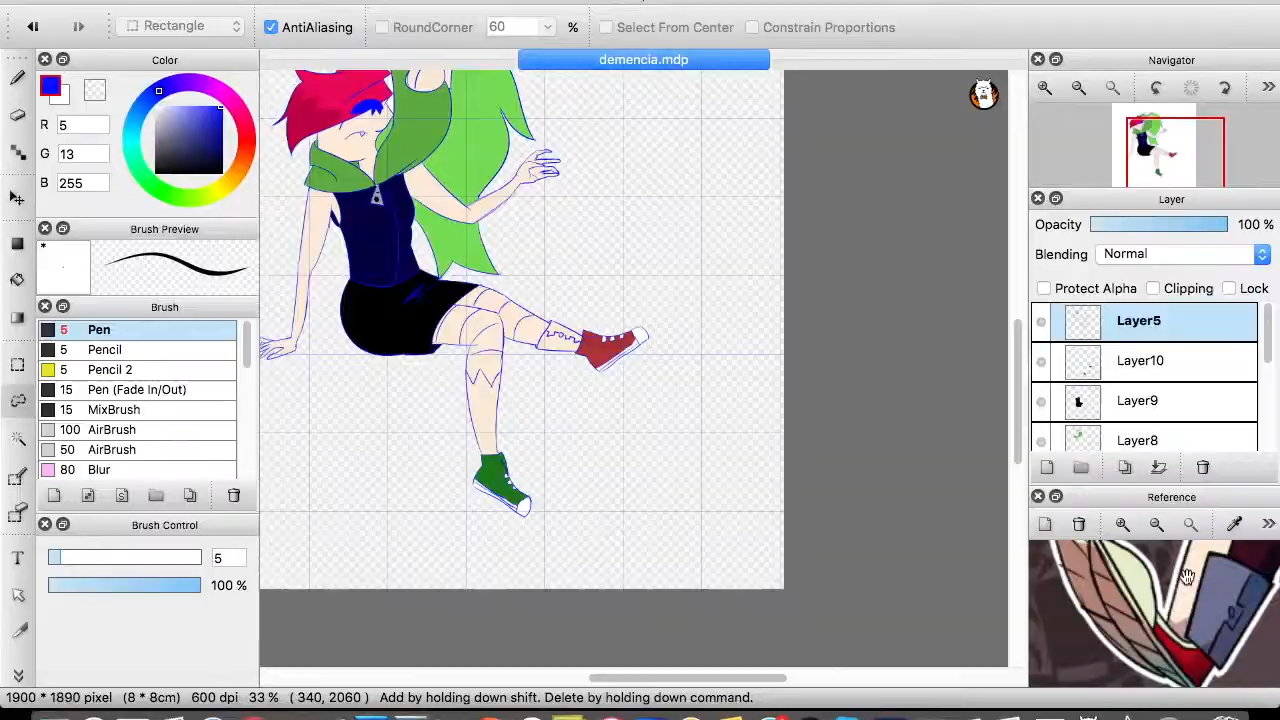 Rectangle AntiAliasing RoundCorner 60 % Select From Center Constrain Proportions
demencia.mdp
Color
R 5
G 13
B 255
Brush Preview
*
Brush
5 Pen
5 Pencil
5 Pencil 2
15 Pen (Fade In/Out)
15 MixBrush
100 AirBrush
50 AirBrush
80 Blur
Brush Control
5
100 %
Navigator
Layer
Opacity 100 %
Blending Normal
Protect Alpha Clipping Lock
Layer5
Layer10
Layer9
Layer8
Reference
1900 * 1890 pixel (8 * 8cm) 600 dpi 33 % ( 340, 2060 ) Add by holding down shift. Delete by holding down command.